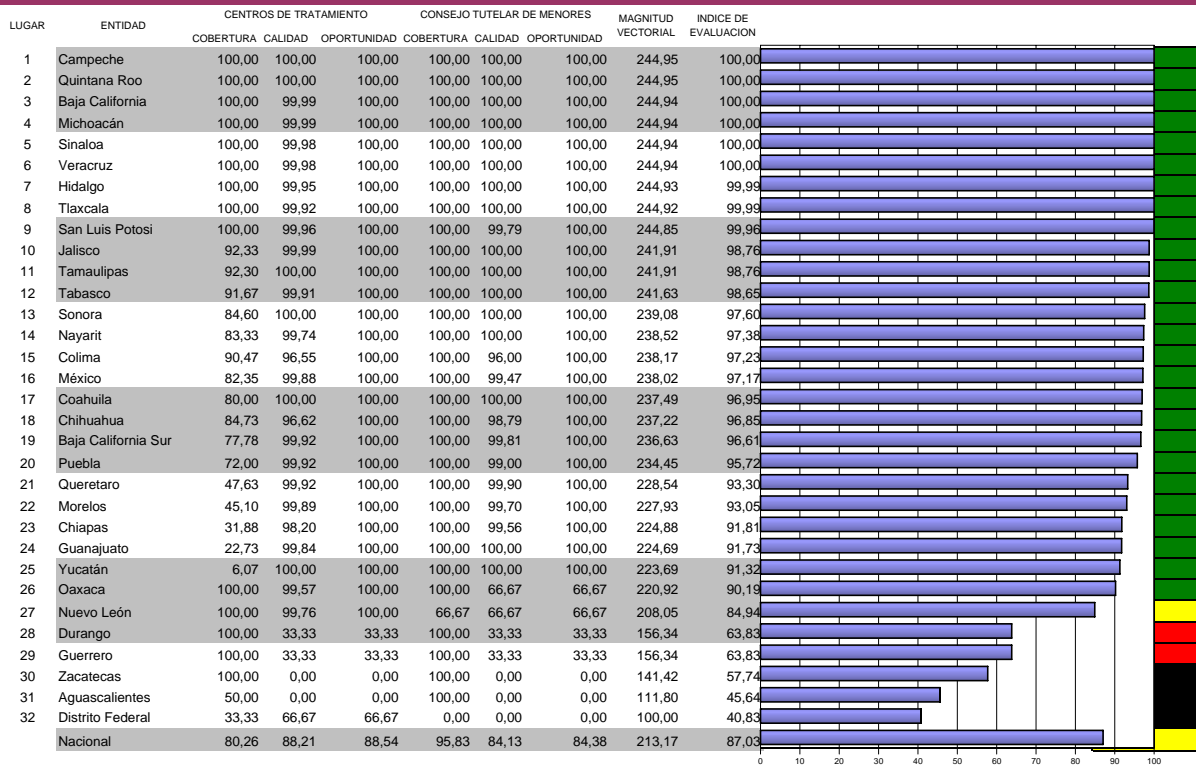 CENTROS DE TRATAMIENTO CONSEJO TUTELAR DE MENORES
LUGAR ENTIDAD MAGNITUD VECTORIAL INDICE DE EVALUACION
COBERTURA CALIDAD OPORTUNIDAD COBERTURA CALIDAD OPORTUNIDAD
1 Campeche 100,00 100,00 100,00 100,00 100,00 100,00 244,95 100,00
2 Quintana Roo 100,00 100,00 100,00 100,00 100,00 100,00 244,95 100,00
3 Baja California 100,00 99,99 100,00 100,00 100,00 100,00 244,94 100,00
4 Michoacán 100,00 99,99 100,00 100,00 100,00 100,00 244,94 100,00
5 Sinaloa 100,00 99,98 100,00 100,00 100,00 100,00 244,94 100,00
6 Veracruz 100,00 99,98 100,00 100,00 100,00 100,00 244,94 100,00
7 Hidalgo 100,00 99,95 100,00 100,00 100,00 100,00 244,93 99,99
8 Tlaxcala 100,00 99,92 100,00 100,00 100,00 100,00 244,92 99,99
9 San Luis Potosi 100,00 99,96 100,00 100,00 99,79 100,00 244,85 99,96
10 Jalisco 92,33 99,99 100,00 100,00 100,00 100,00 241,91 98,76
11 Tamaulipas 92,30 100,00 100,00 100,00 100,00 100,00 241,91 98,76
12 Tabasco 91,67 99,91 100,00 100,00 100,00 100,00 241,63 98,65
13 Sonora 84,60 100,00 100,00 100,00 100,00 100,00 239,08 97,60
14 Nayarit 83,33 99,74 100,00 100,00 100,00 100,00 238,52 97,38
15 Colima 90,47 96,55 100,00 100,00 96,00 100,00 238,17 97,23
16 México 82,35 99,88 100,00 100,00 99,47 100,00 238,02 97,17
17 Coahuila 80,00 100,00 100,00 100,00 100,00 100,00 237,49 96,95
18 Chihuahua 84,73 96,62 100,00 100,00 98,79 100,00 237,22 96,85
19 Baja California Sur 77,78 99,92 100,00 100,00 99,81 100,00 236,63 96,61
20 Puebla 72,00 99,92 100,00 100,00 99,00 100,00 234,45 95,72
21 Queretaro 47,63 99,92 100,00 100,00 99,90 100,00 228,54 93,30
22 Morelos 45,10 99,89 100,00 100,00 99,70 100,00 227,93 93,05
23 Chiapas 31,88 98,20 100,00 100,00 99,56 100,00 224,88 91,81
24 Guanajuato 22,73 99,84 100,00 100,00 100,00 100,00 224,69 91,73
25 Yucatán 6,07 100,00 100,00 100,00 100,00 100,00 223,69 91,32
26 Oaxaca 100,00 99,57 100,00 100,00 66,67 66,67 220,92 90,19
27 Nuevo León 100,00 99,76 100,00 66,67 66,67 66,67 208,05 84,94
28 Durango 100,00 33,33 33,33 100,00 33,33 33,33 156,34 63,83
29 Guerrero 100,00 33,33 33,33 100,00 33,33 33,33 156,34 63,83
30 Zacatecas 100,00 0,00 0,00 100,00 0,00 0,00 141,42 57,74
31 Aguascalientes 50,00 0,00 0,00 100,00 0,00 0,00 111,80 45,64
32 Distrito Federal 33,33 66,67 66,67 0,00 0,00 0,00 100,00 40,83
Nacional 80,26 88,21 88,54 95,83 84,13 84,38 213,17 87,03
0 10 20 30 40 50 60 70 80 90 100